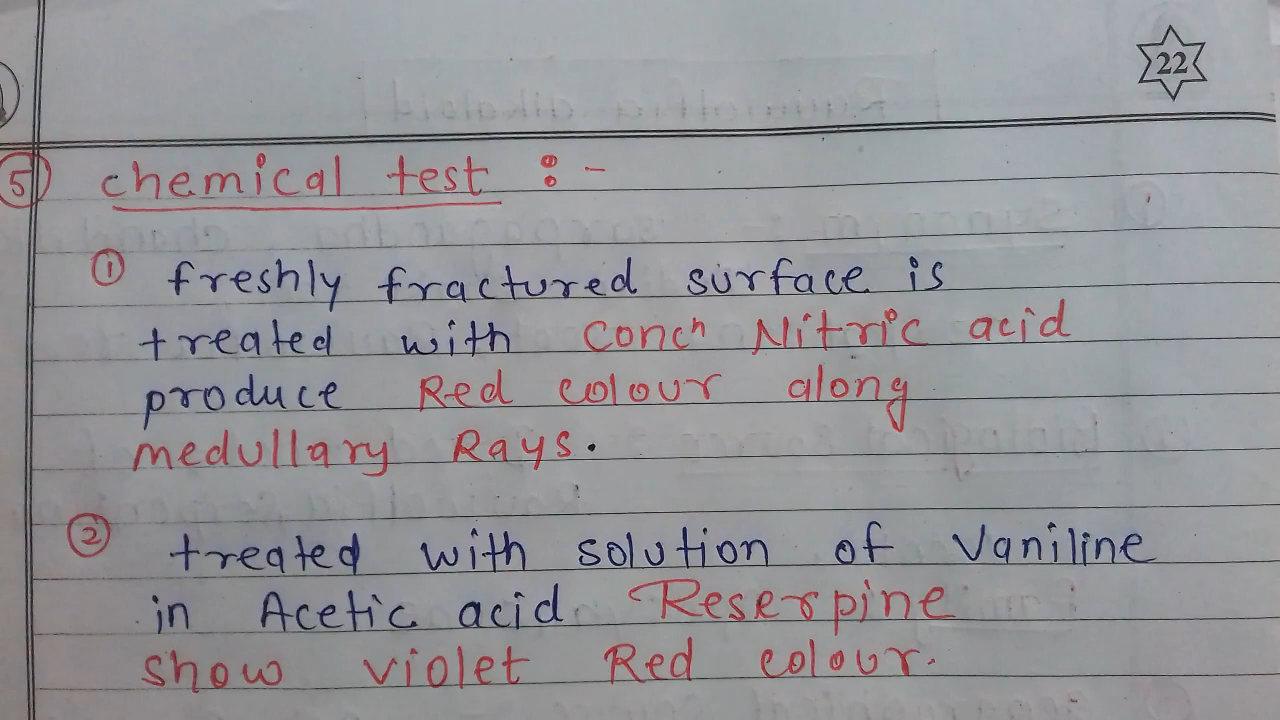 22
5) chemical test :-
① freshly fractured surface is
treated with Concⁿ Nitric acid
produce Red colour along
medullary Rays.
② treated with solution of Vaniline
in Acetic acid Reserpine
show violet Red colour.